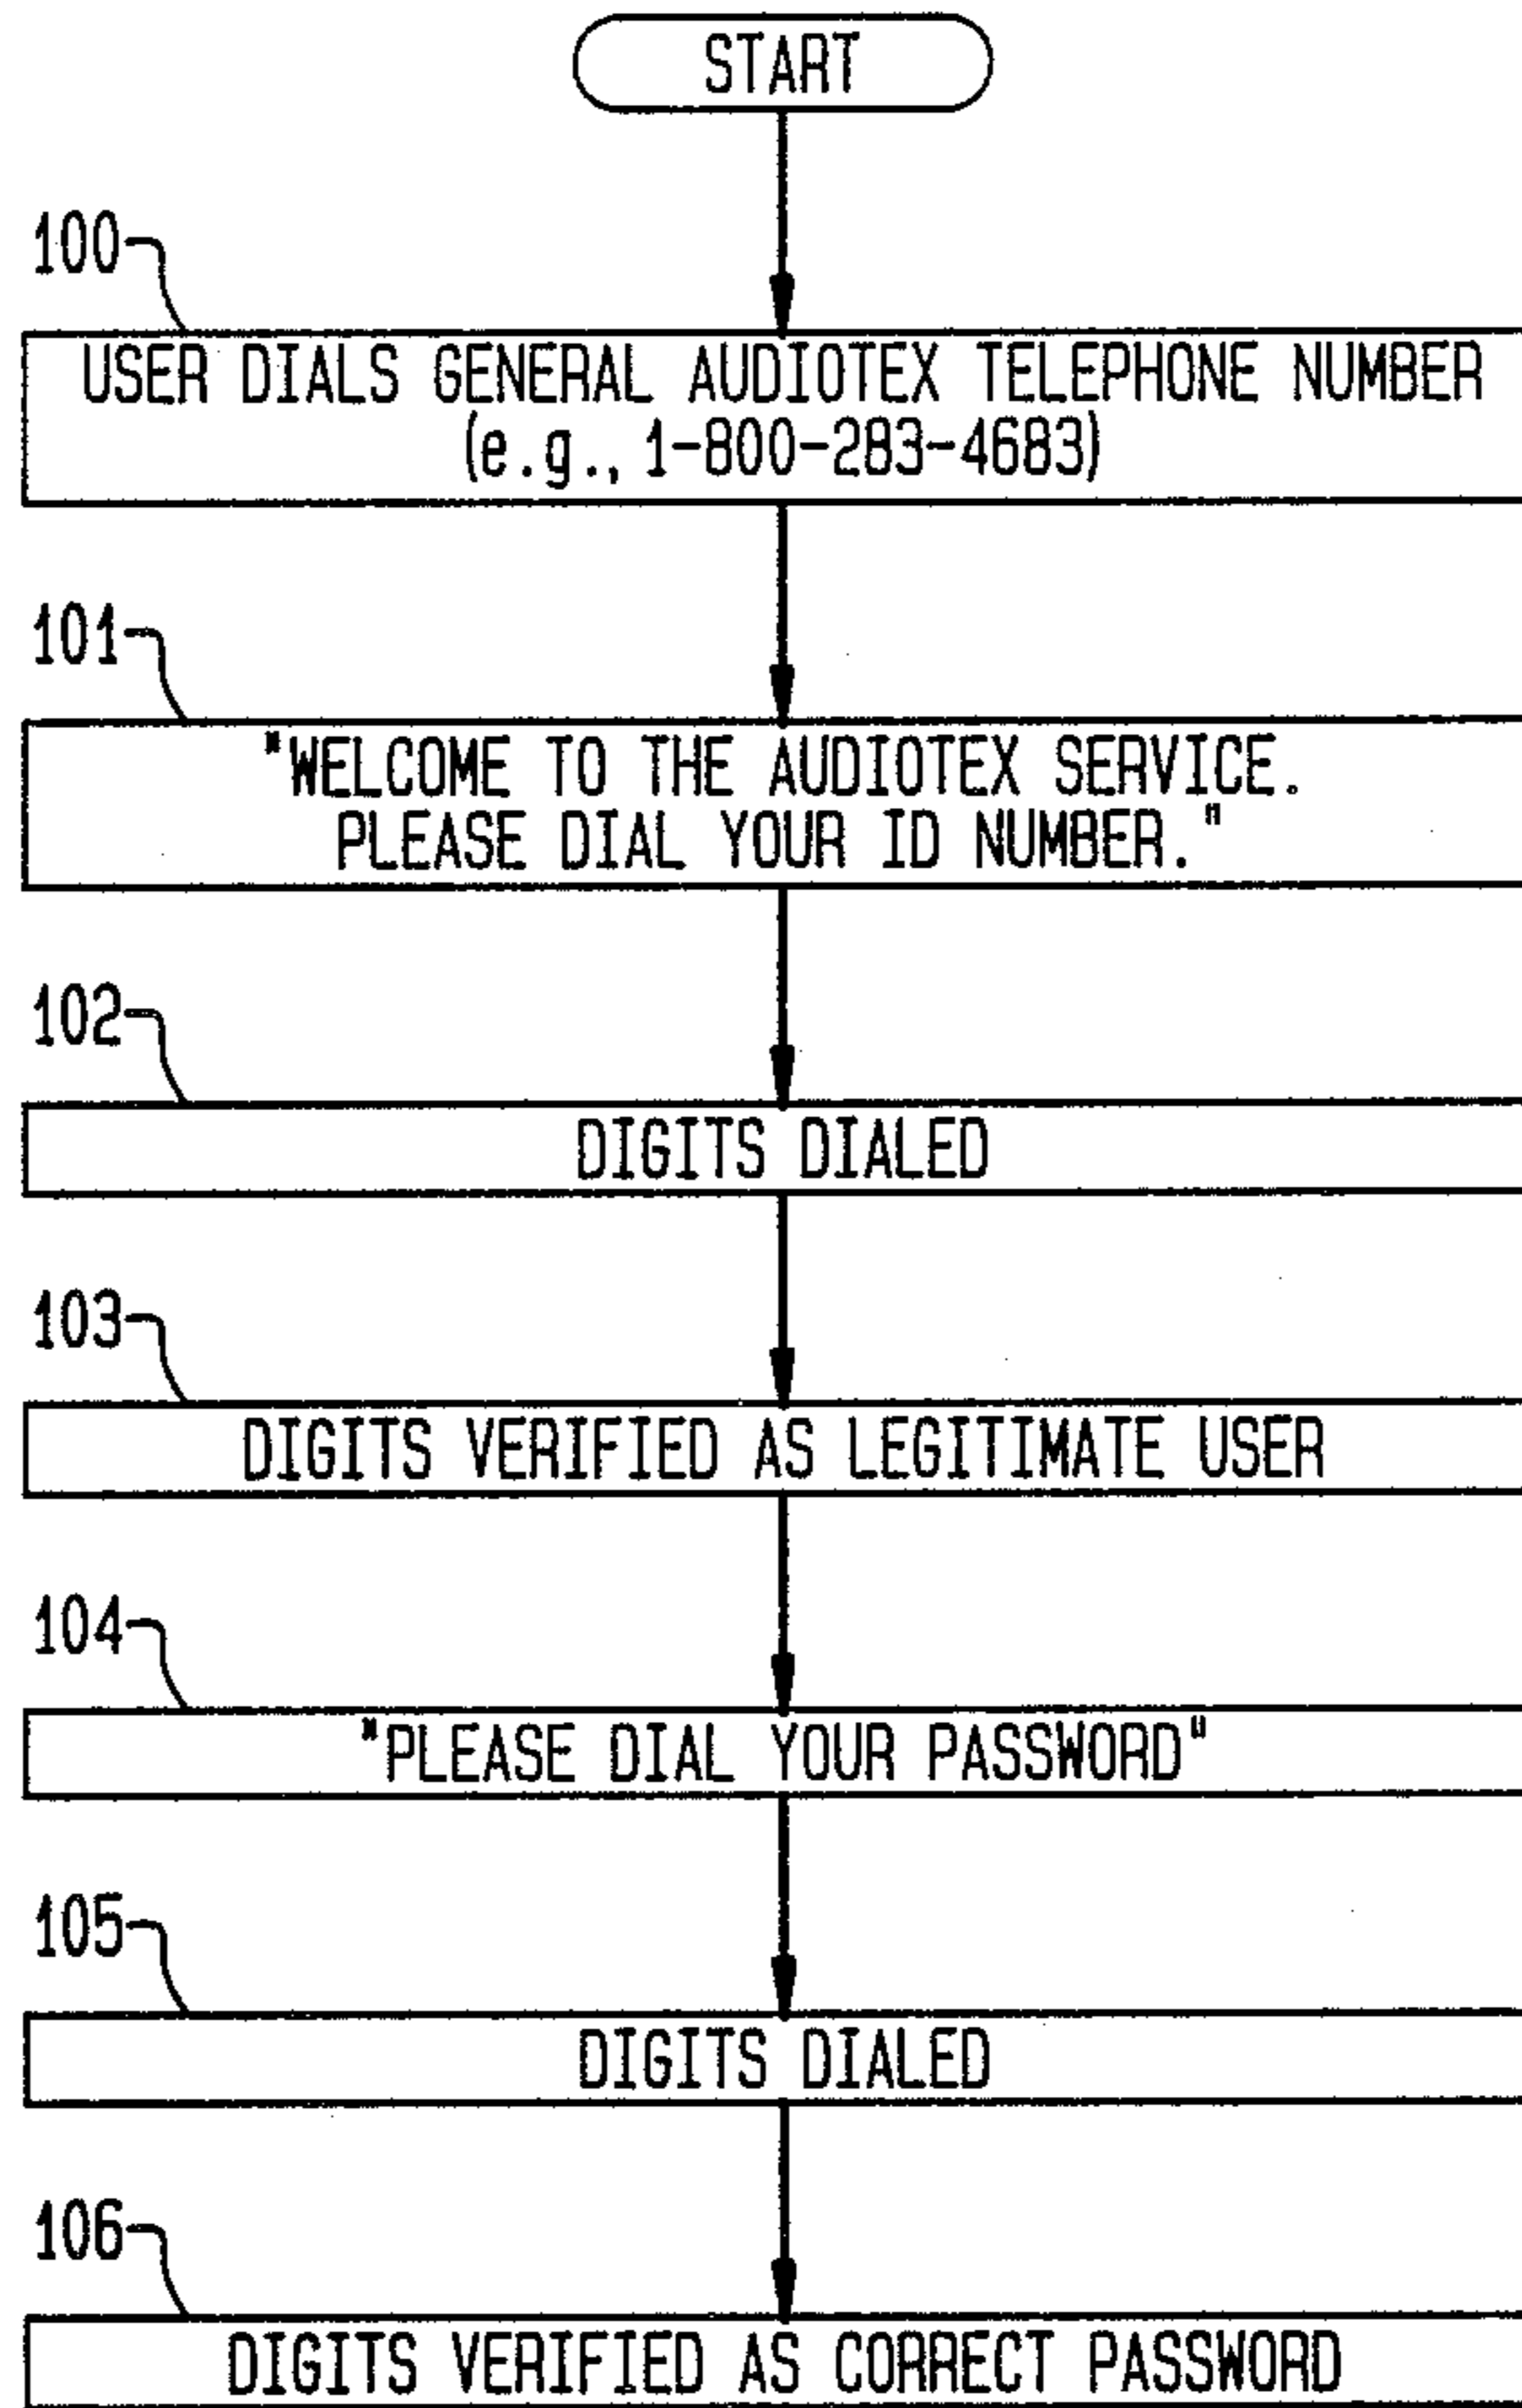 START
100
USER DIALS GENERAL AUDIOTEX TELEPHONE NUMBER
(e.g., 1-800-283-4683)
101
"WELCOME TO THE AUDIOTEX SERVICE.
PLEASE DIAL YOUR ID NUMBER."
102
DIGITS DIALED
103
DIGITS VERIFIED AS LEGITIMATE USER
104
"PLEASE DIAL YOUR PASSWORD"
105
DIGITS DIALED
106
DIGITS VERIFIED AS CORRECT PASSWORD